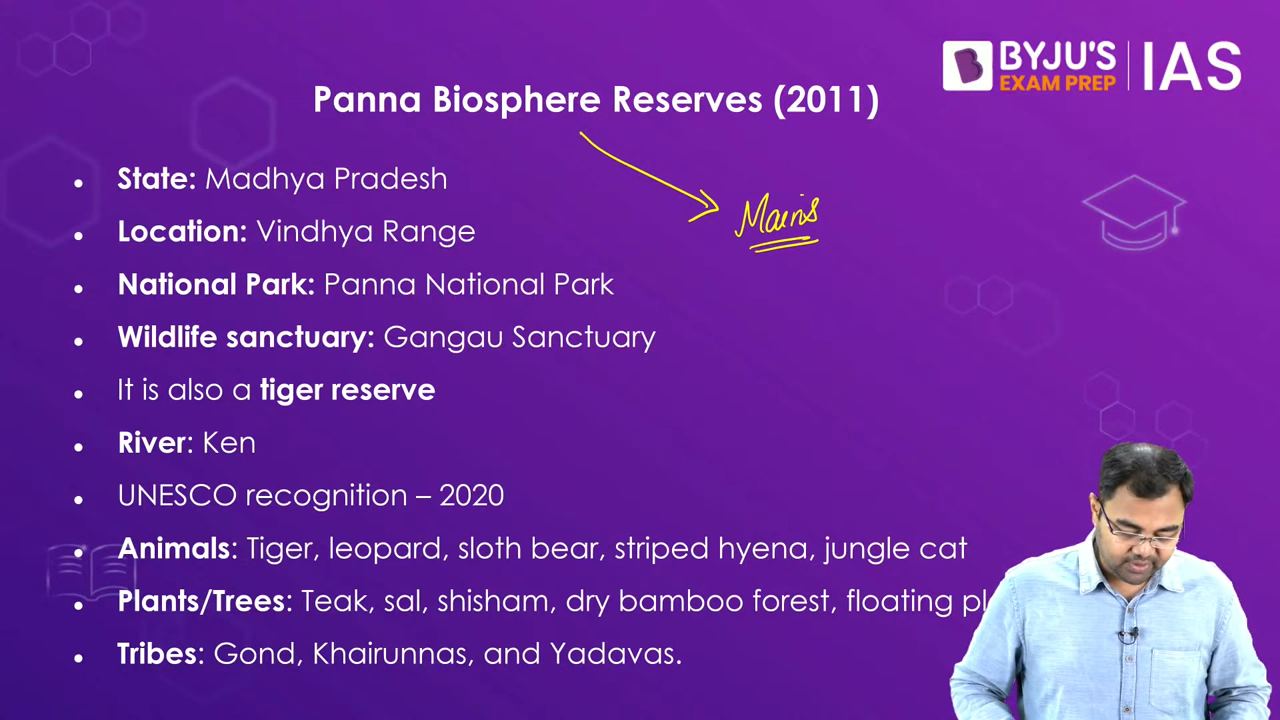 BYJU'S
EXAM PREP
IAS
Panna Biosphere Reserves (2011)
Mains
• State: Madhya Pradesh
• Location: Vindhya Range
• National Park: Panna National Park
• Wildlife sanctuary: Gangau Sanctuary
• It is also a tiger reserve
• River: Ken
• UNESCO recognition – 2020
• Animals: Tiger, leopard, sloth bear, striped hyena, jungle cat
• Plants/Trees: Teak, sal, shisham, dry bamboo forest, floating
• Tribes: Gond, Khairunnas, and Yadavas.